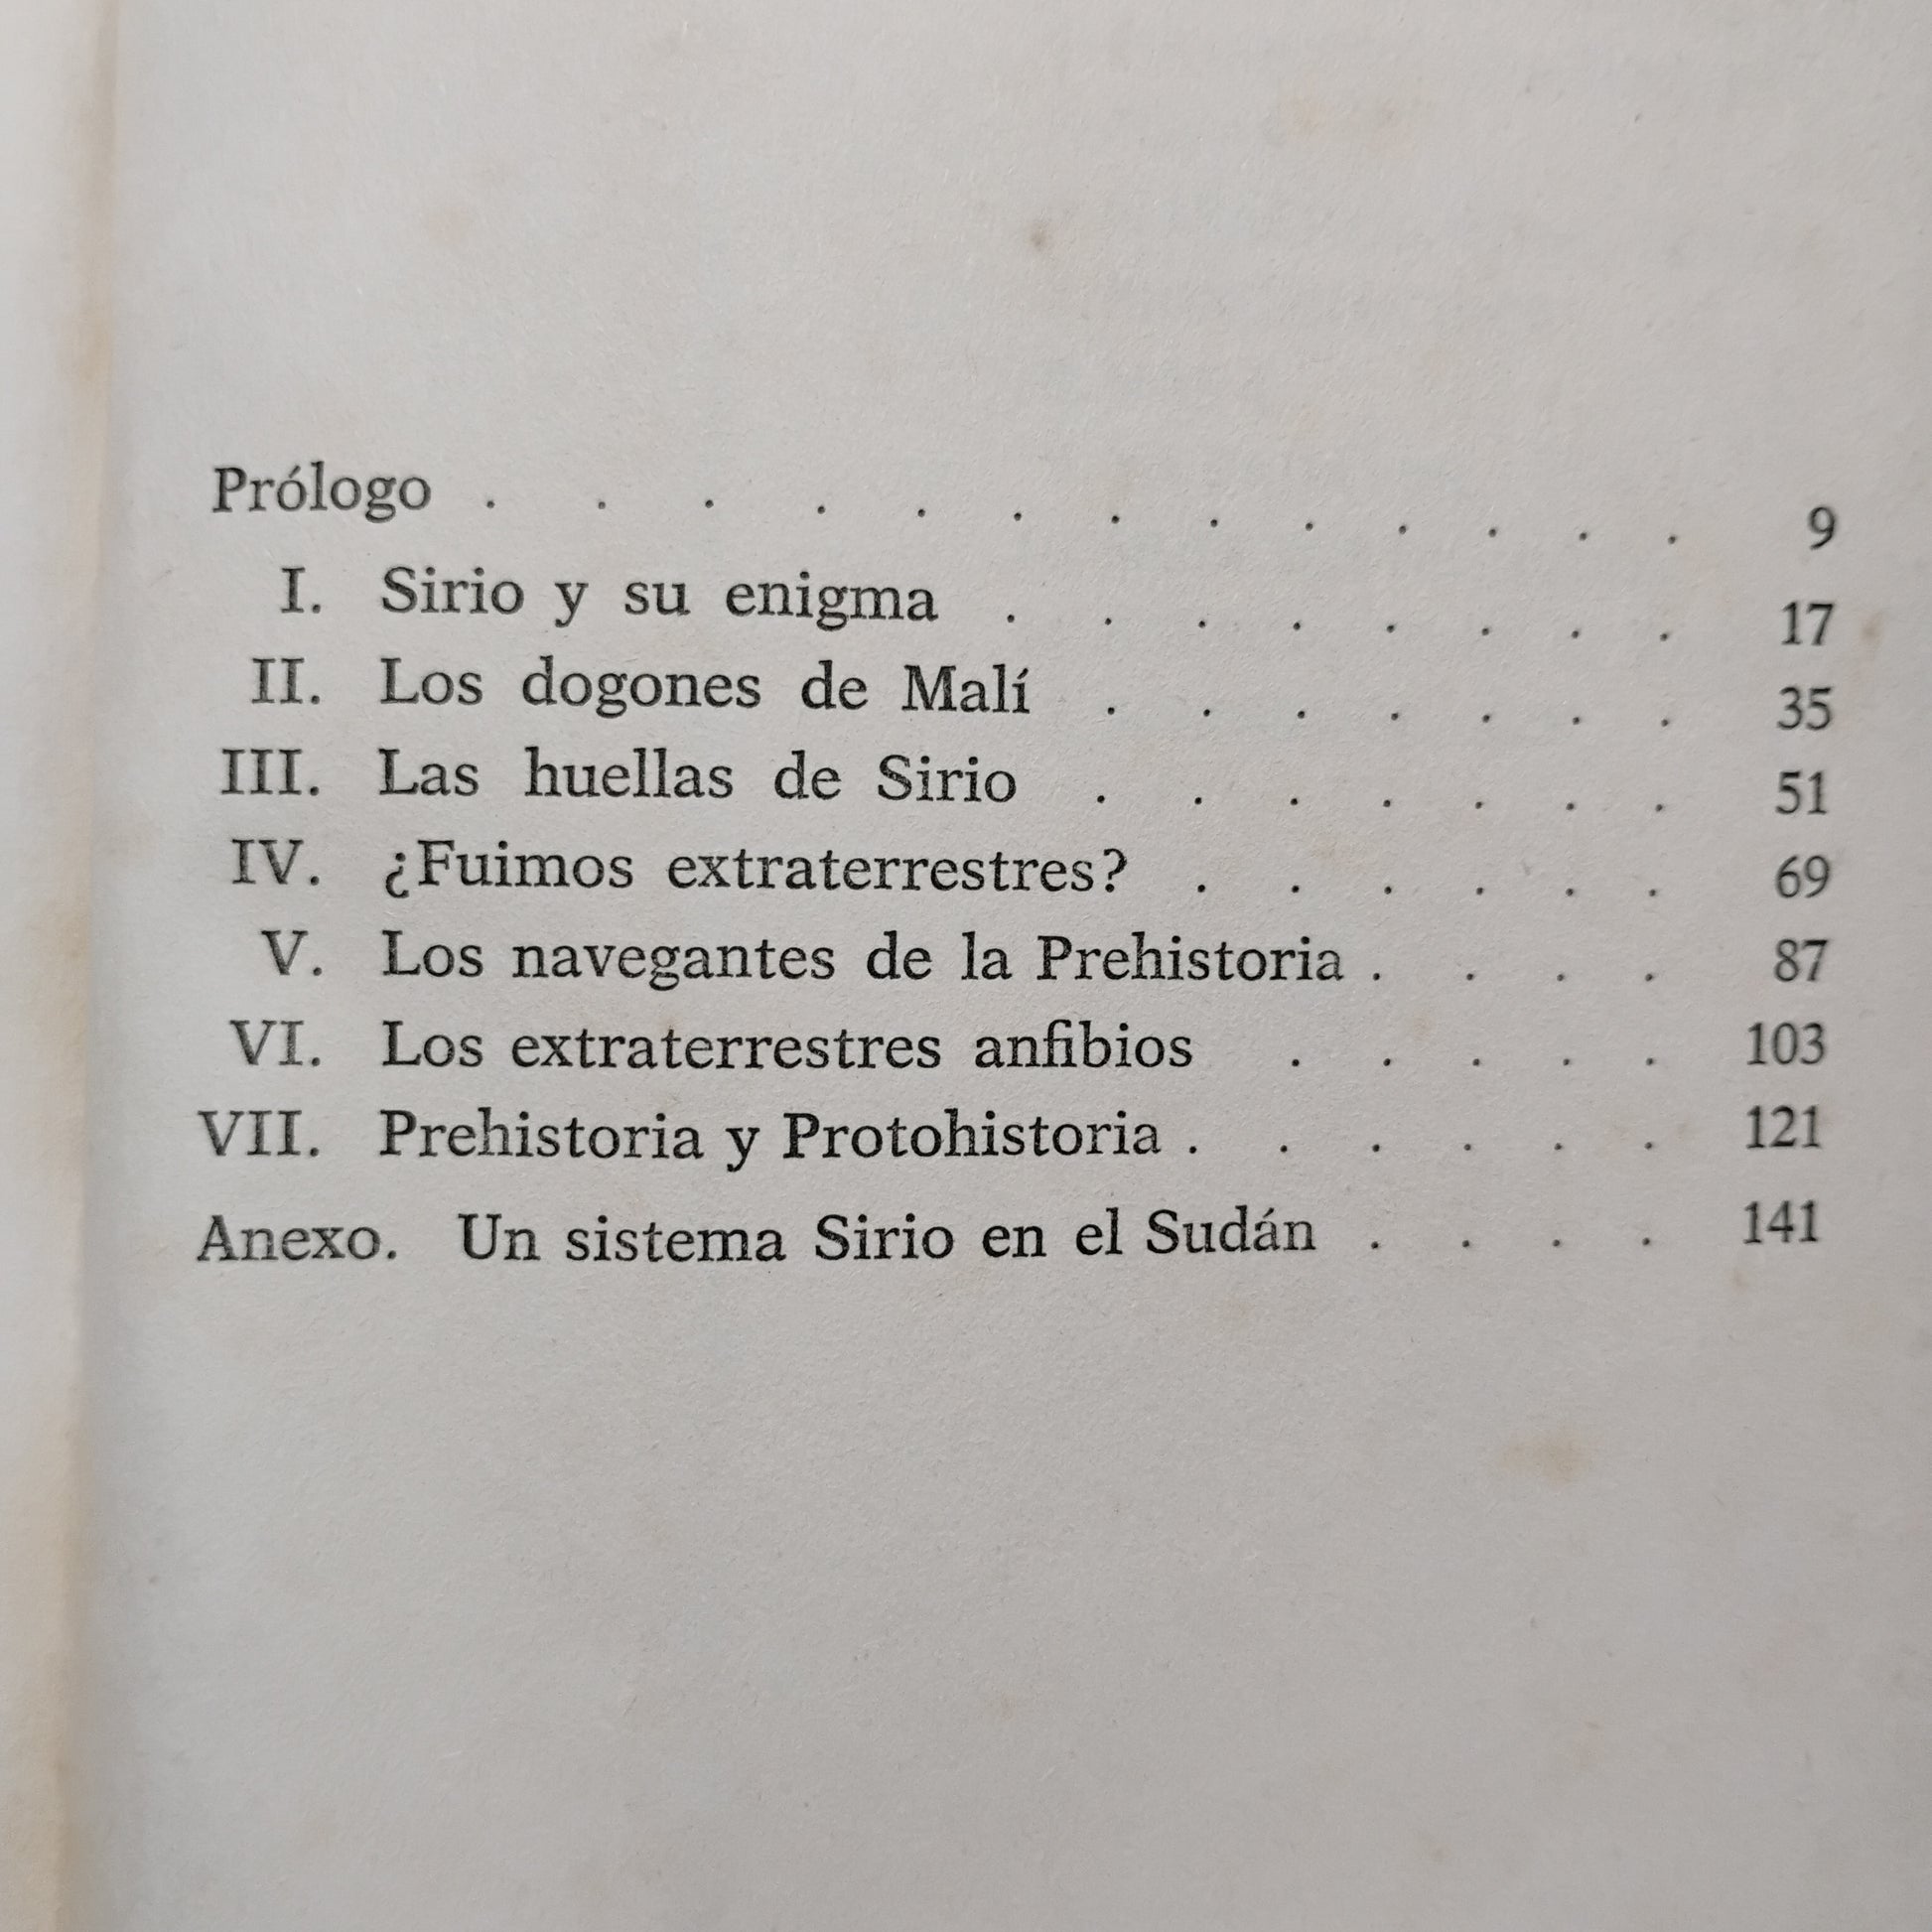 Prólogo . . . . . . . . . . . . . 9
I. Sirio y su enigma . . . . . . . . 17
II. Los dogones de Malí . . . . . . . 35
III. Las huellas de Sirio . . . . . . . 51
IV. ¿Fuimos extraterrestres? . . . . . . 69
V. Los navegantes de la Prehistoria . . . . 87
VI. Los extraterrestres anfibios . . . . . 103
VII. Prehistoria y Protohistoria . . . . . . 121
Anexo. Un sistema Sirio en el Sudán . . . . 141